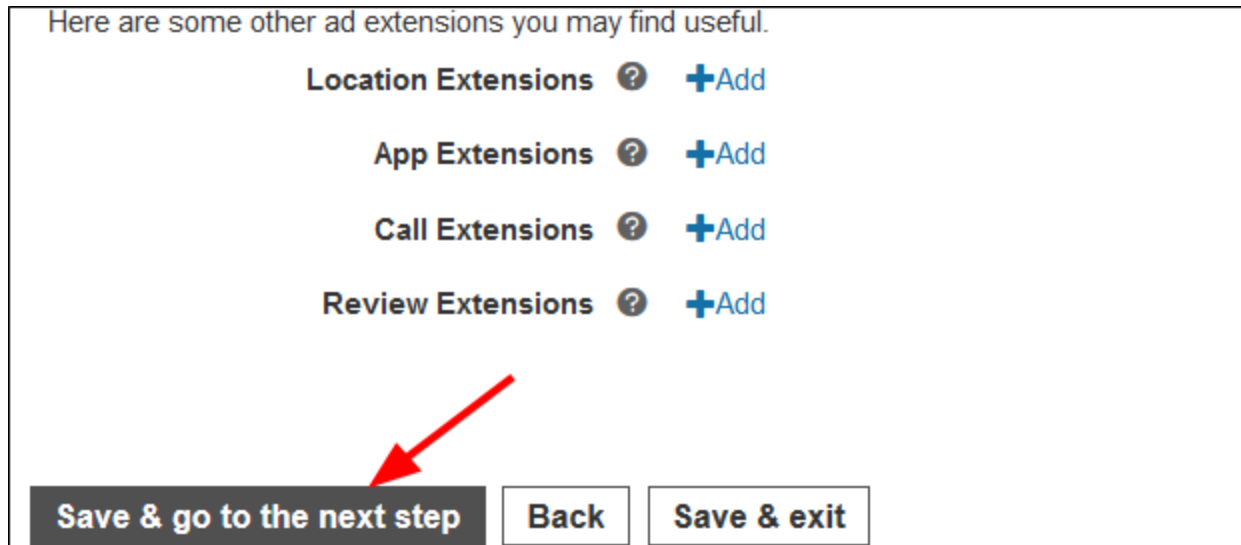 Here are some other ad extensions you may find useful.
Location Extensions ? +Add
App Extensions ? +Add
Call Extensions ? +Add
Review Extensions ? +Add
Save & go to the next step Back Save & exit